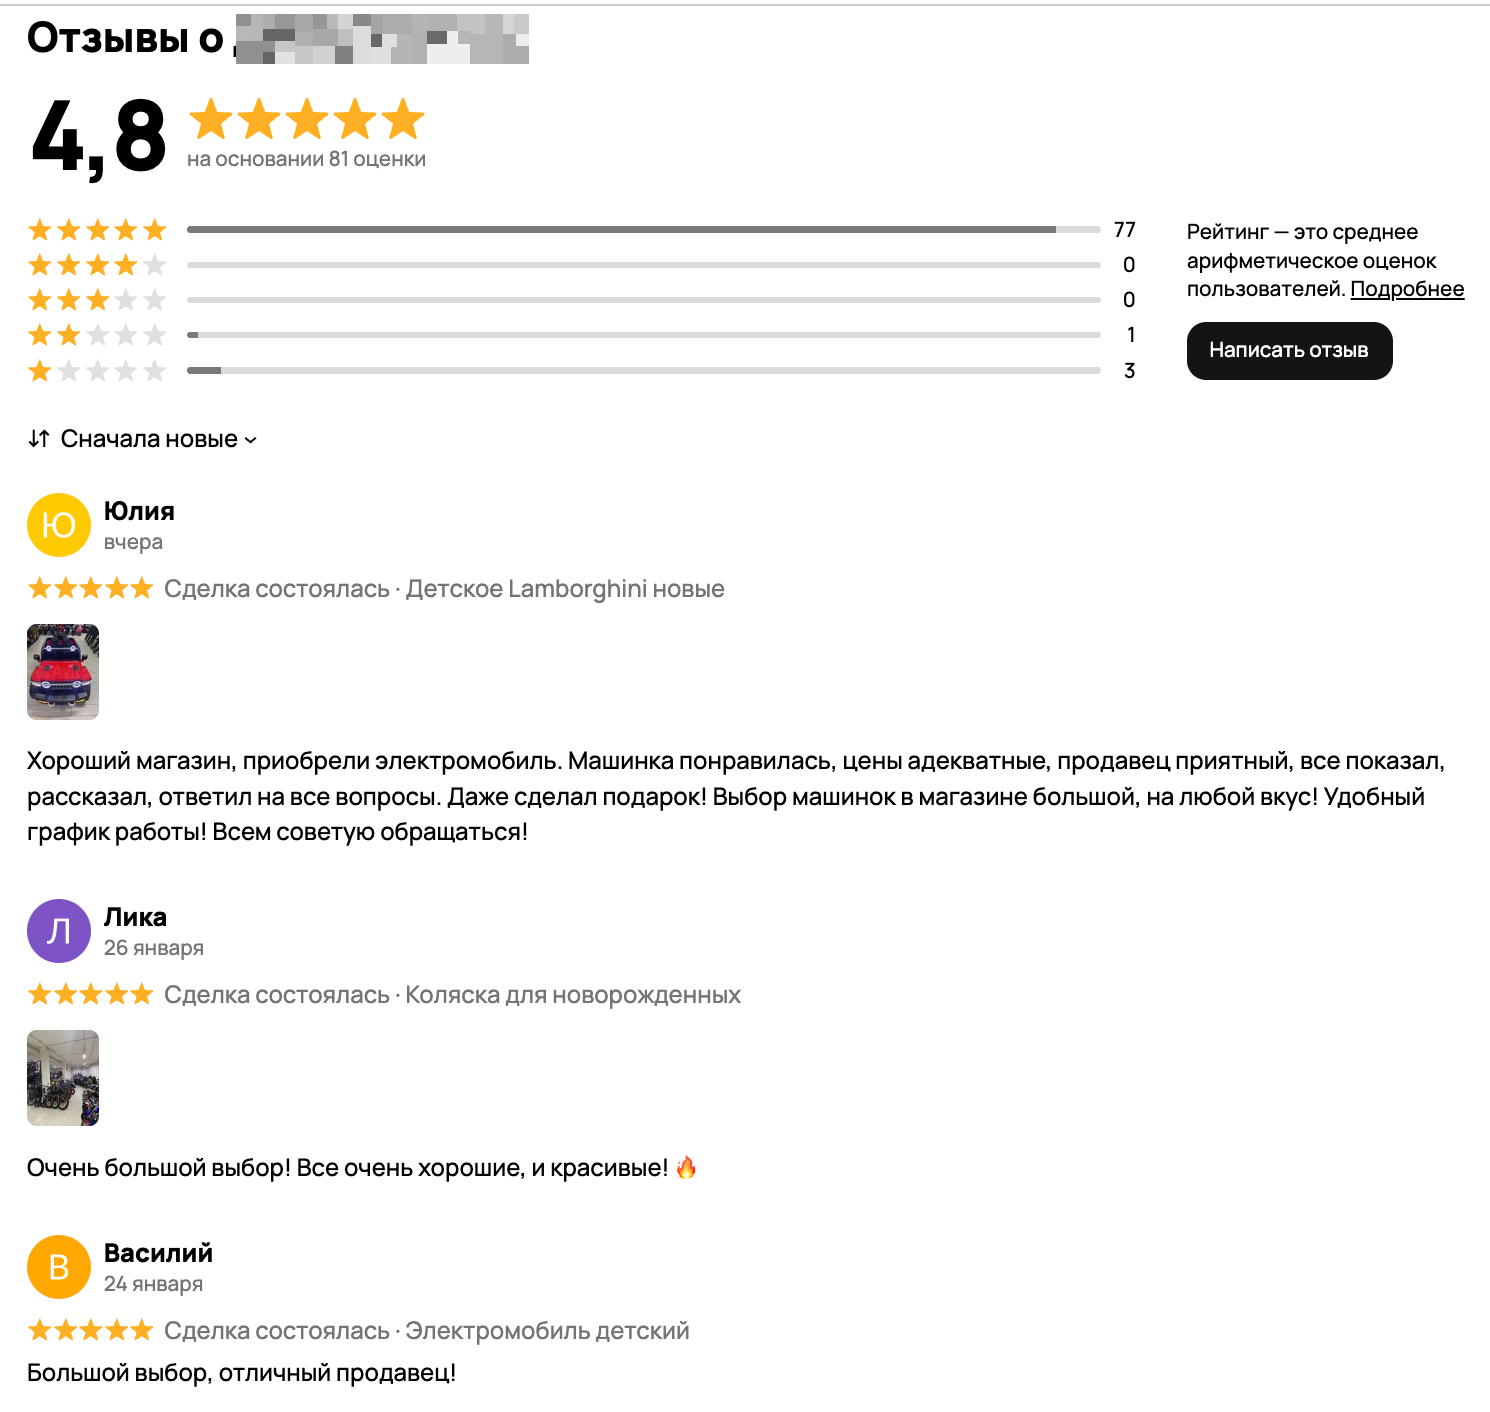 Отзывы о
4,8
на основании 81 оценки
77
0
0
1
3
Рейтинг — это среднее
арифметическое оценок
пользователей. Подробнее
Написать отзыв
Сначала новые
Ю
Юлия
вчера
Сделка состоялась · Детское Lamborghini новые
Хороший магазин, приобрели электромобиль. Машинка понравилась, цены адекватные, продавец приятный, все показал,
рассказал, ответил на все вопросы. Даже сделал подарок! Выбор машинок в магазине большой, на любой вкус! Удобный
график работы! Всем советую обращаться!
Л
Лика
26 января
Сделка состоялась · Коляска для новорожденных
Очень большой выбор! Все очень хорошие, и красивые! 🔥
В
Василий
24 января
Сделка состоялась · Электромобиль детский
Большой выбор, отличный продавец!